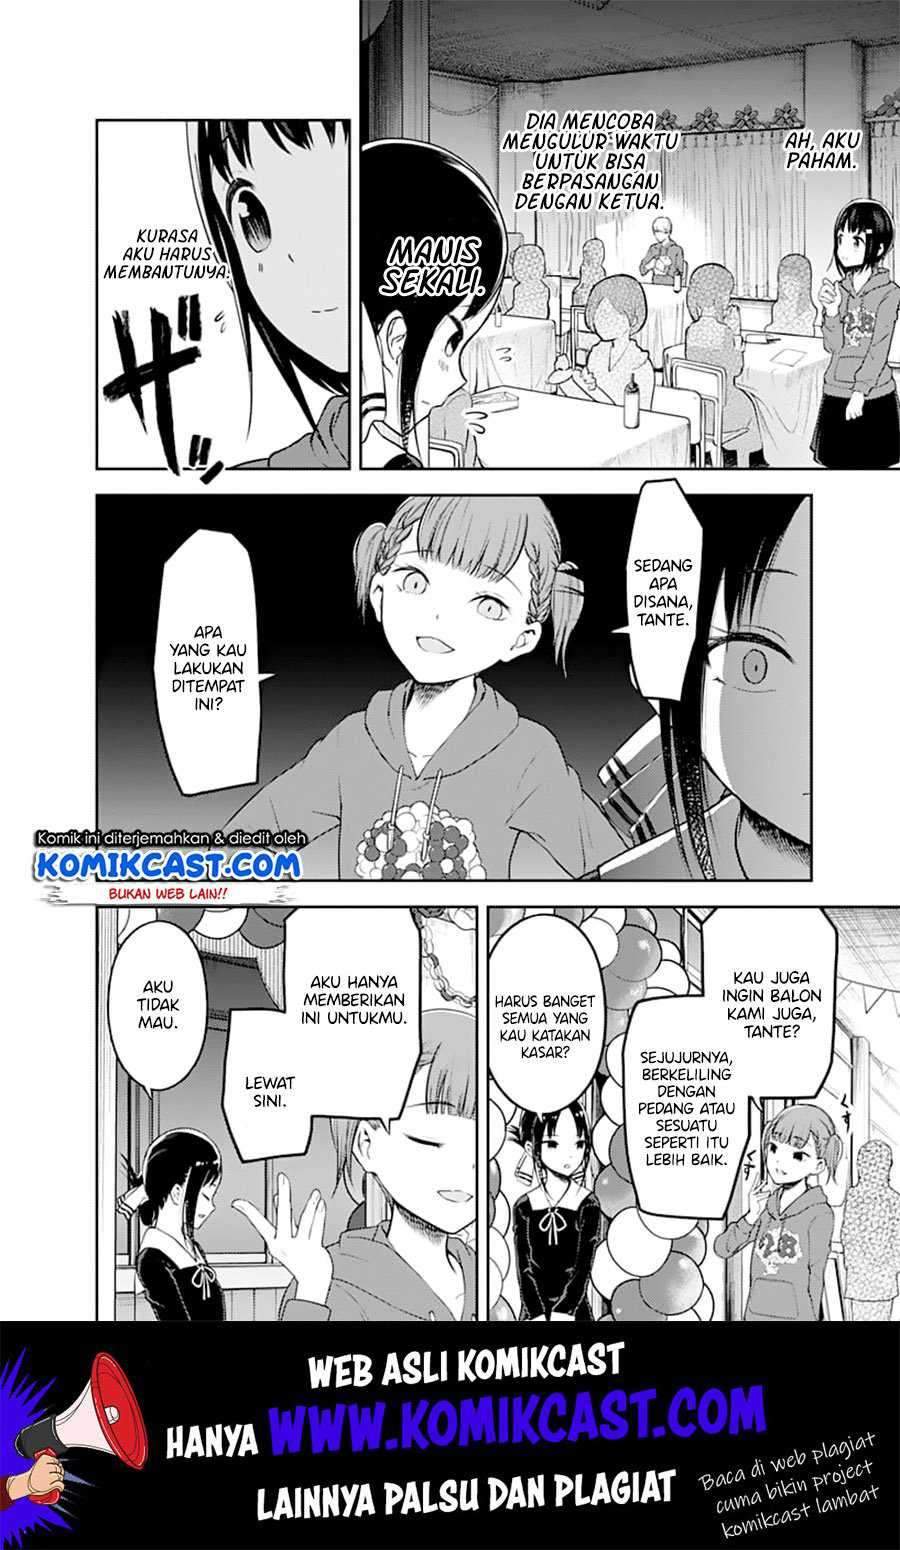 AH, AKU
PAHAM.
DIA MENCOBA
MENGULUR WAKTU
UNTUK BISA
BERPASANGAN
DENGAN KETUA.
MANIS
SEKALI.
KURASA
AKU HARUS
MEMBANTUNYA.
ザッ
SEDANG
APA
DISANA,
TANTE.
APA
YANG KAU
LAKUKAN
DITEMPAT
INI?
Komik ini diterjemahkan & diedit oleh
KOMIKCAST.COM
BUKAN WEB LAIN!!
KAU JUGA
INGIN BALON
KAMI JUGA,
TANTE?
SEJUJURNYA,
BERKELILING
DENGAN
PEDANG ATAU
SESUATU
SEPERTI ITU
LEBIH BAIK.
HARUS BANGET
SEMUA YANG
KAU KATAKAN
KASAR?
2-B
AKU HANYA
MEMBERIKAN
INI UNTUKMU.
LEWAT
SINI.
AKU
TIDAK
MAU.
WEB ASLI KOMIKCAST
HANYA WWW.KOMIKCAST.COM
LAINNYA PALSU DAN PLAGIAT
Baca di web plagiat
cuma bikin project
komikcast lambat